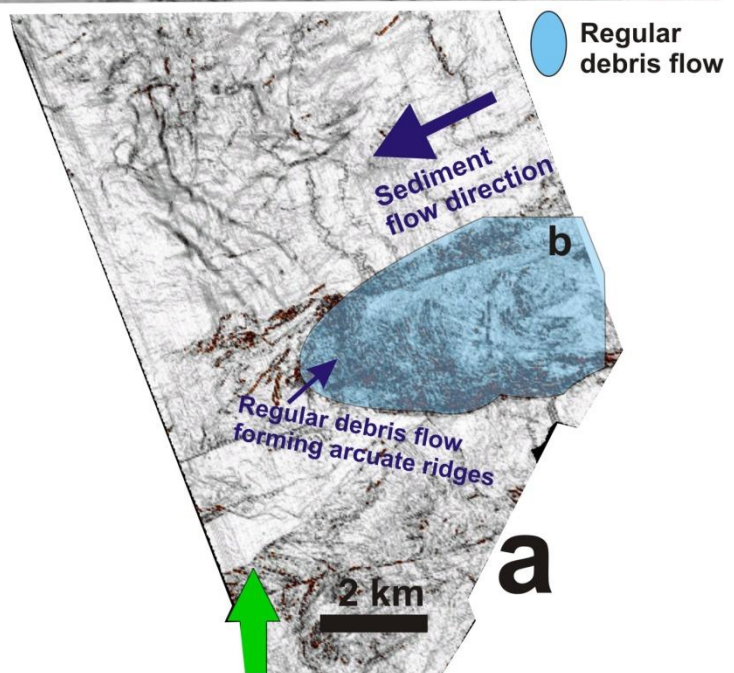 Regular
debris flow
Sediment
flow direction
b
Regular debris flow
forming arcuate ridges
a
2 km